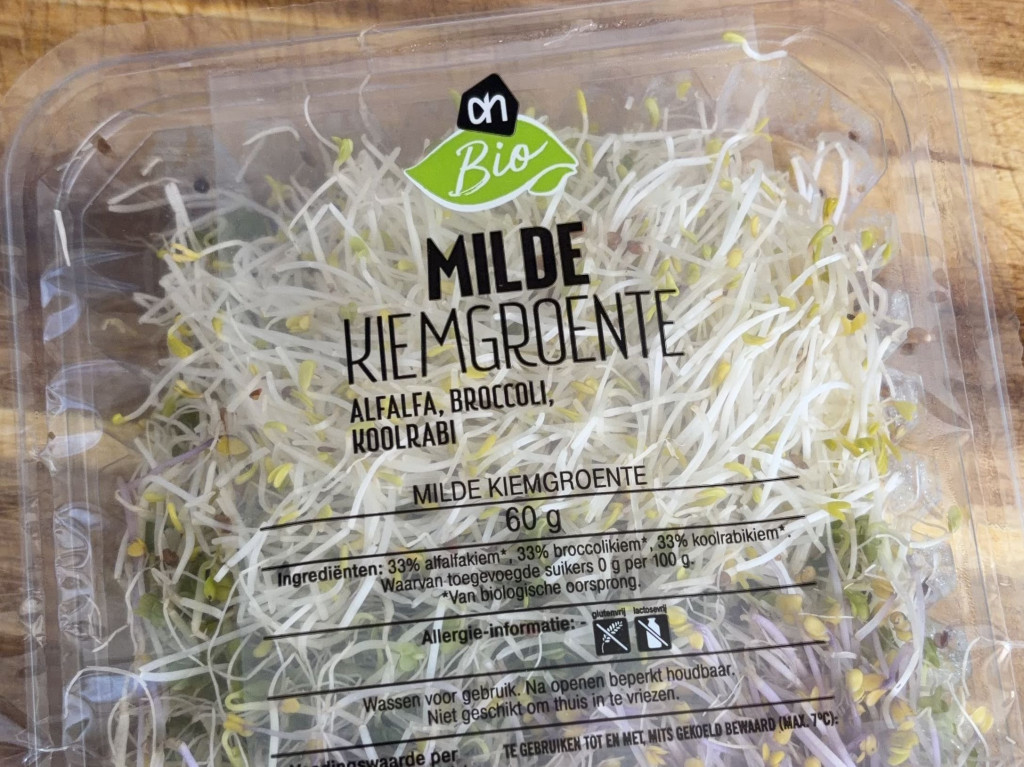 ah
Bio
MILDE
KIEMGROENTE
ALFALFA, BROCCOLI,
KOOLRABI
MILDE KIEMGROENTE
60 g
Ingrediënten: 33% alfalfakiem*, 33% broccolikiem*, 33% koolrabikiem*.
Waarvan toegevoegde suikers 0 g per 100 g.
*Van biologische oorsprong.
glutenvrij lactosevrij
Allergie-informatie: -
Wassen voor gebruik. Na openen beperkt houdbaar.
Niet geschikt om thuis in te vriezen.
TE GEBRUIKEN TOT EN MET, MITS GEKOELD BEWAARD (MAX. 7°C):
per